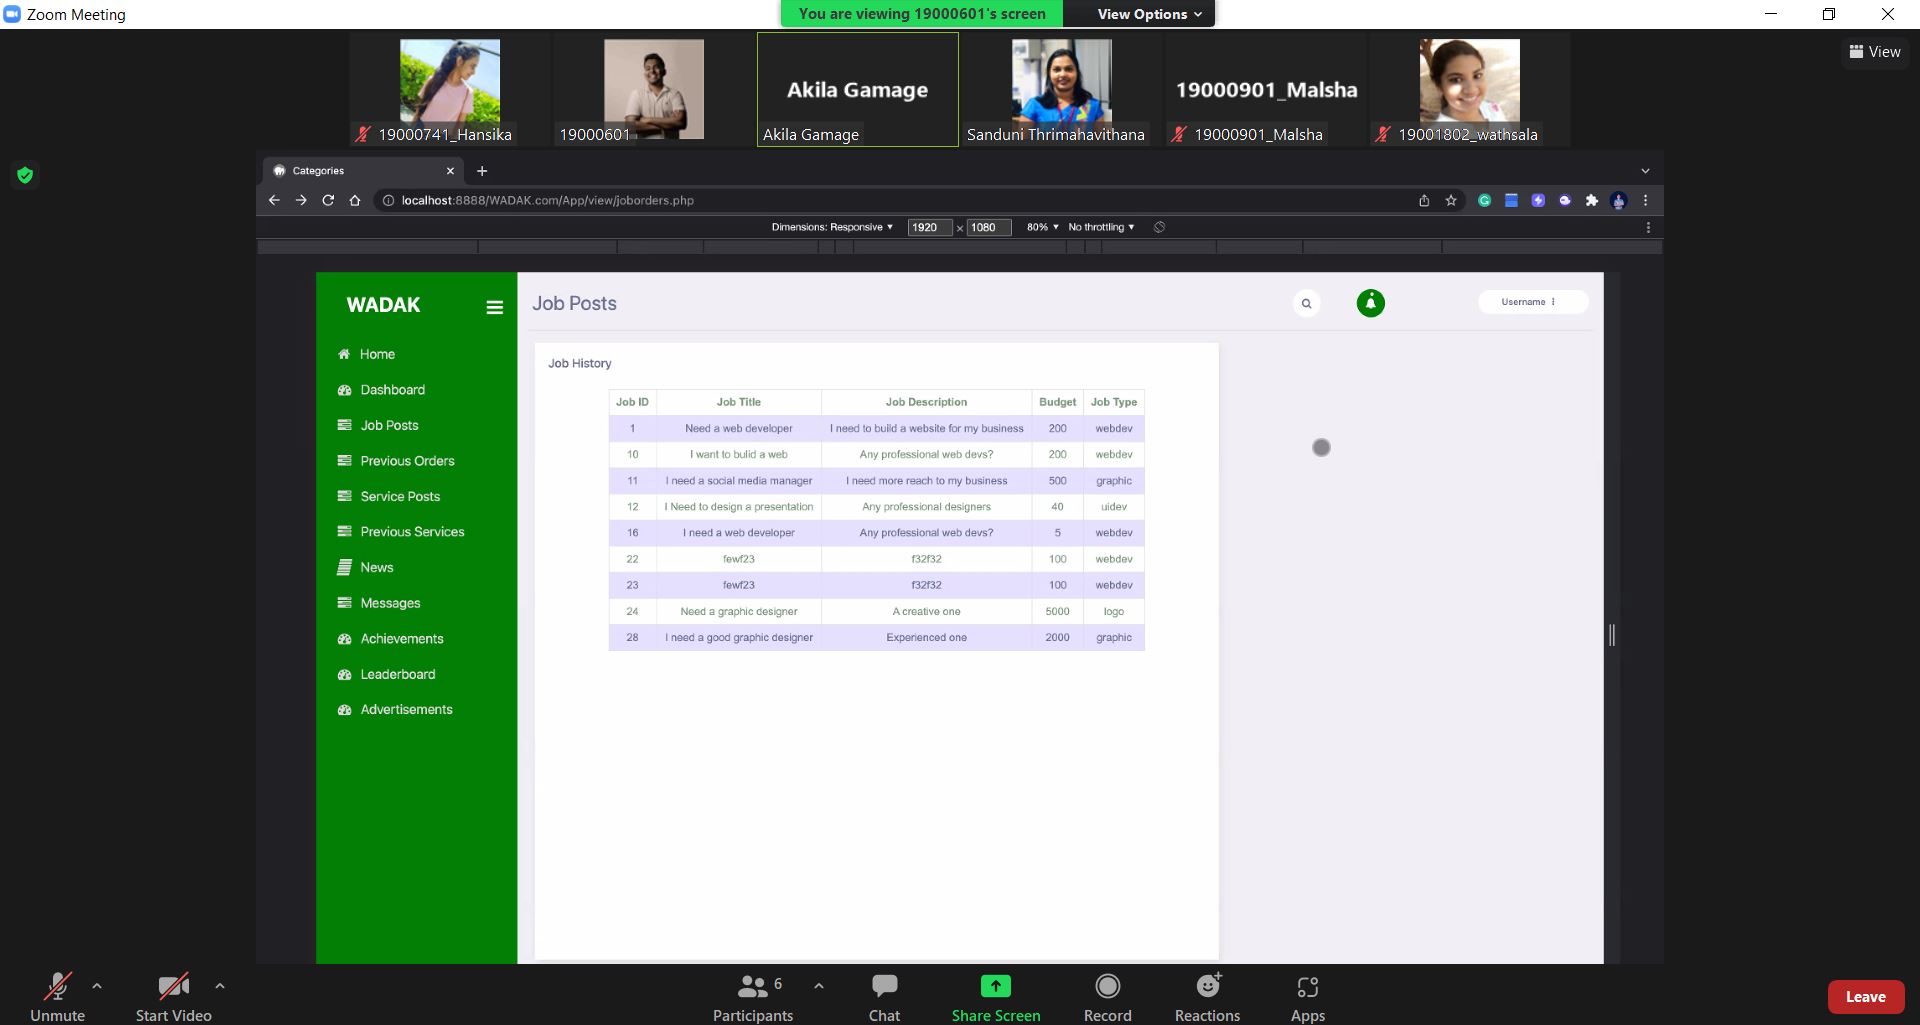 Zoom Meeting
You are viewing 19000601's screen
View Options
View
19000741_Hansika
19000601
Akila Gamage
Akila Gamage
Sanduni Thrimahavithana
19000901_Malsha
19000901_Malsha
19001802_wathsala
Categories
localhost:8888/WADAK.com/App/view/joborders.php
Dimensions: Responsive 1920 × 1080 80% No throttling
WADAK
Home
Dashboard
Job Posts
Previous Orders
Service Posts
Previous Services
News
Messages
Achievements
Leaderboard
Advertisements
Job Posts
Username
Job History
Job ID Job Title Job Description Budget Job Type
1 Need a web developer I need to build a website for my business 200 webdev
10 I want to bulid a web Any professional web devs? 200 webdev
11 I need a social media manager I need more reach to my business 500 graphic
12 I Need to design a presentation Any professional designers 40 uidev
16 I need a web developer Any professional web devs? 5 webdev
22 fewf23 f32f32 100 webdev
23 fewf23 f32f32 100 webdev
24 Need a graphic designer A creative one 5000 logo
28 I need a good graphic designer Experienced one 2000 graphic
Unmute
Start Video
6
Participants
Chat
Share Screen
Record
Reactions
Apps
Leave